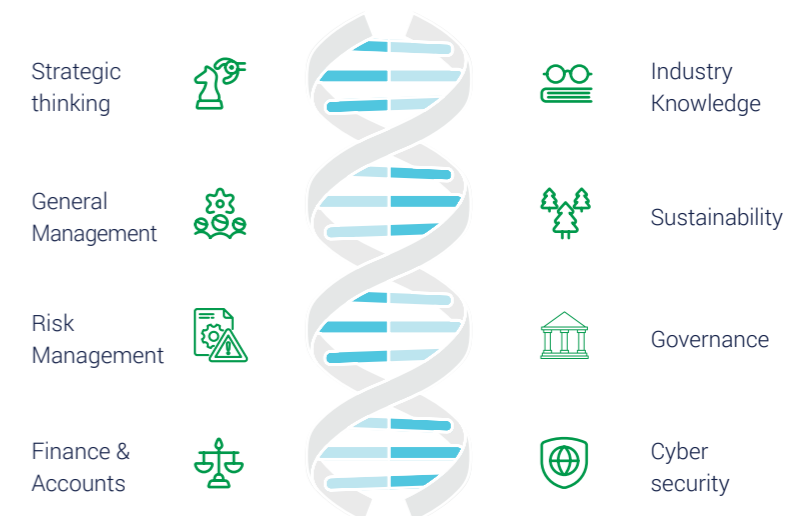 Strategic
thinking
Industry
Knowledge
General
Management
Sustainability
Risk
Management
Governance
Finance &
Accounts
Cyber
security